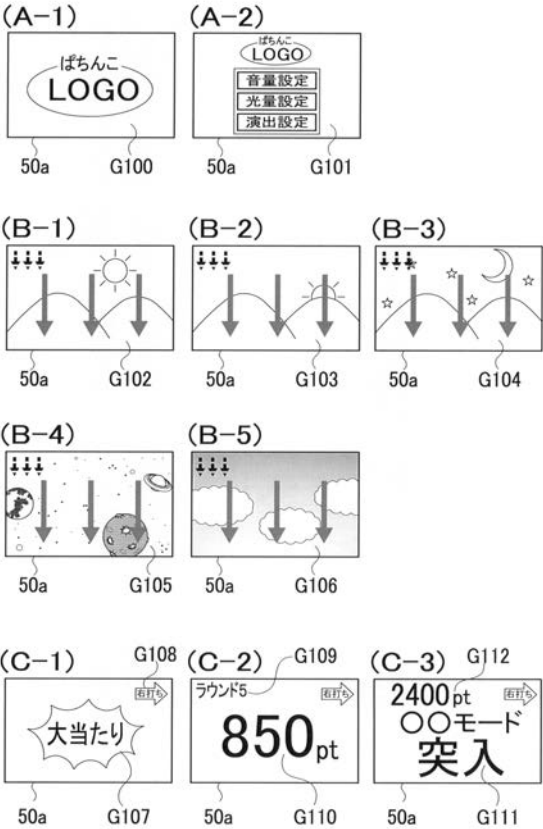 (A-1)
ぱちんこ
LOGO
50a
G100
(A-2)
ぱちんこ
LOGO
音量設定
光量設定
演出設定
50a
G101
(B-1)
50a
G102
(B-2)
50a
G103
(B-3)
50a
G104
(B-4)
50a
G105
(B-5)
50a
G106
(C-1)
G108
右打ち
大当たり
50a
G107
(C-2)
G109
ラウンド5
右打ち
850pt
50a
G110
(C-3)
G112
2400pt
右打ち
〇〇モード
突入
50a
G111